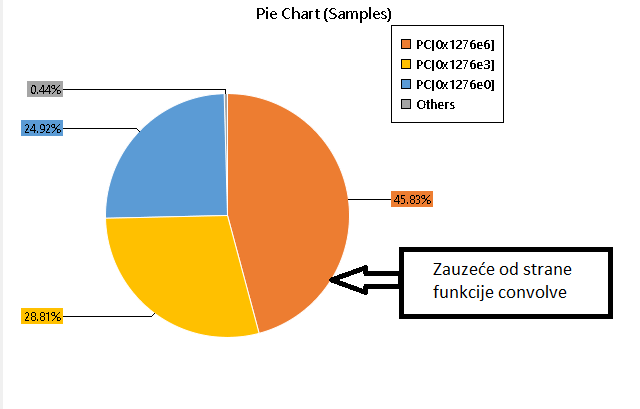 Pie Chart (Samples)
PC[0x1276e6]
PC[0x1276e3]
PC[0x1276e0]
Others
0.44%
24.92%
45.83%
28.81%
Zauzeće od strane
funkcije convolve